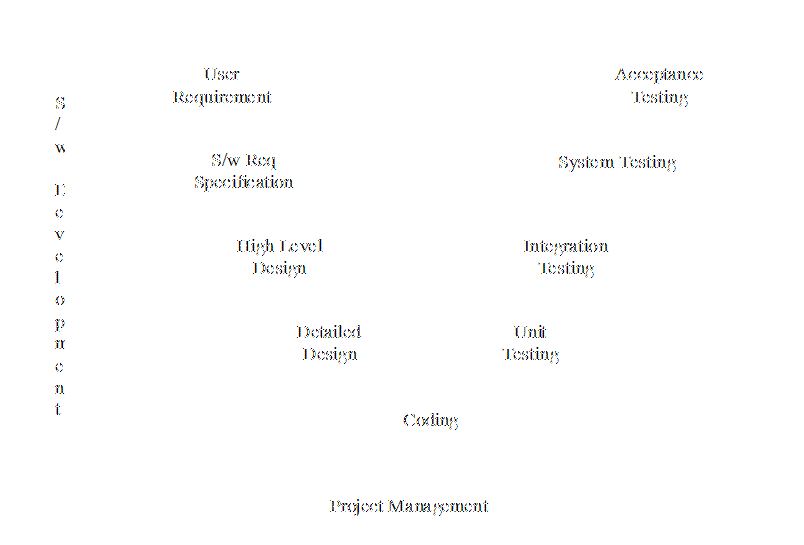 User
Requirement
Acceptance
Testing
S/w Development
S/w Req
Specification
System Testing
High Level
Design
Integration
Testing
Detailed
Design
Unit
Testing
Coding
Project Management